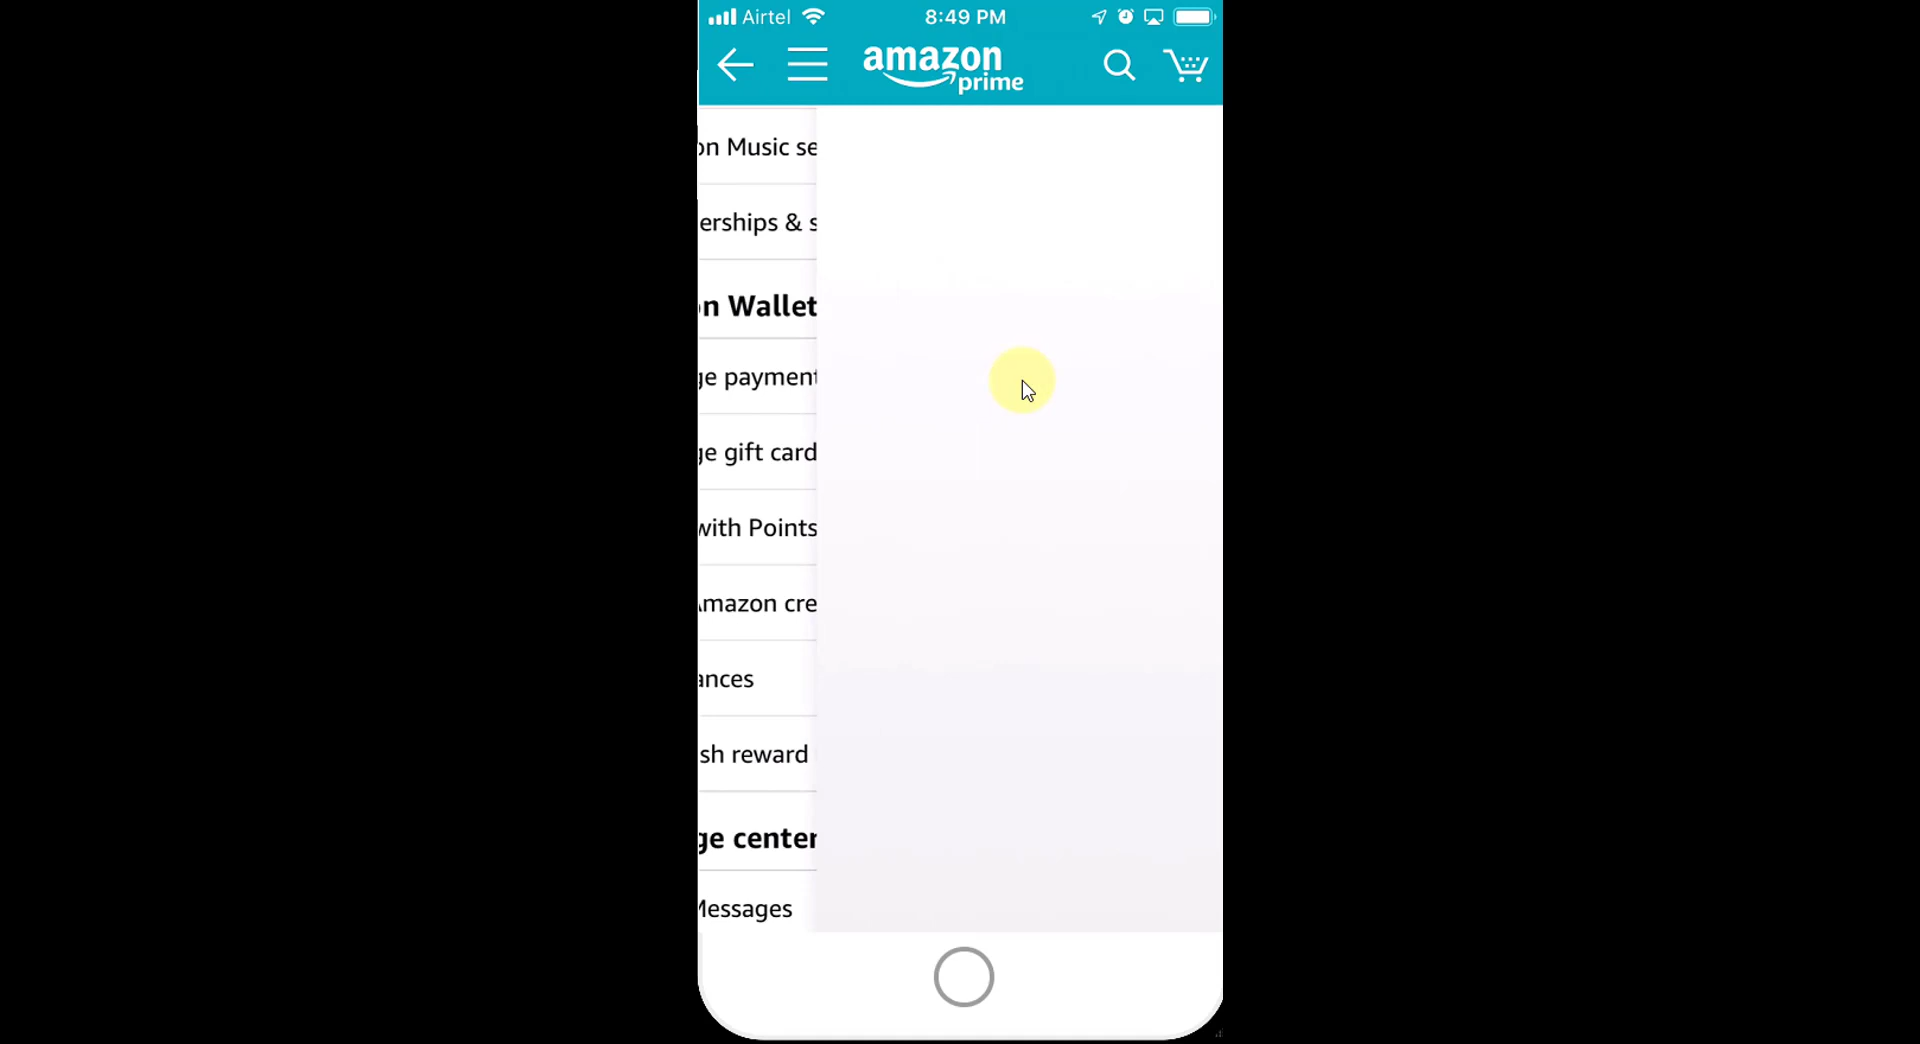 Airtel 8:49 PM
amazon
prime
on Music se
erships & s
n Wallet
ge payment
ge gift card
with Points
Amazon cre
ances
sh reward
ge center
Messages